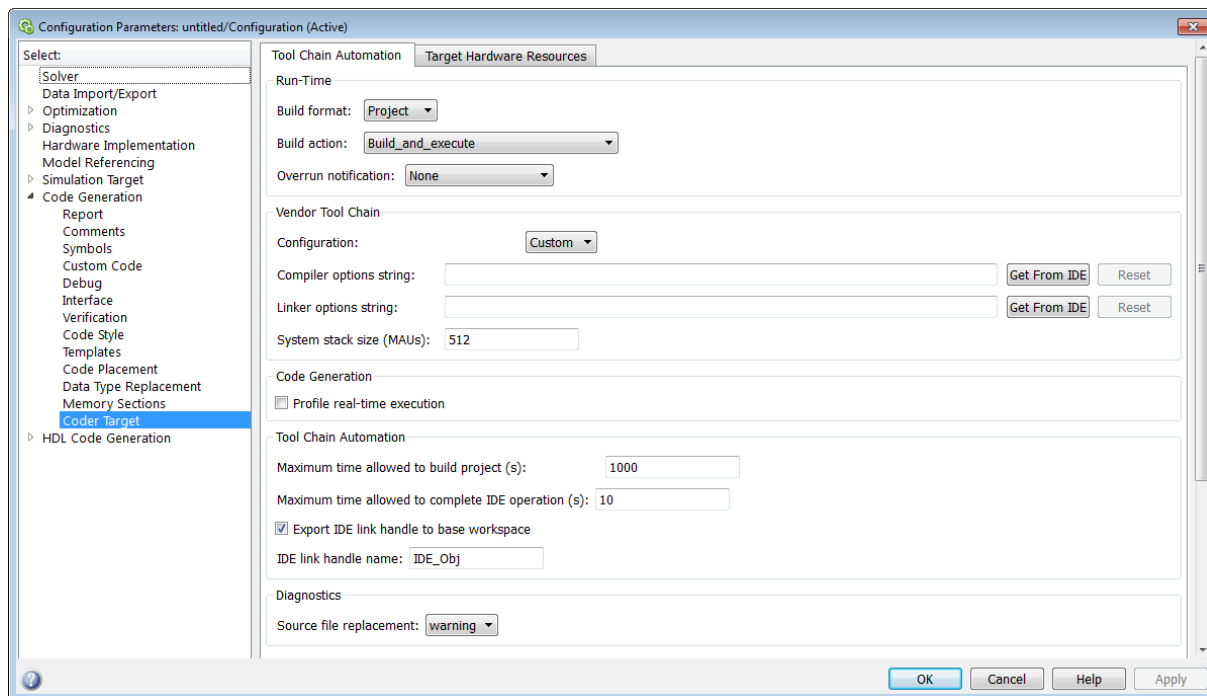 Configuration Parameters: untitled/Configuration (Active)
Select:
Solver
Data Import/Export
Optimization
Diagnostics
Hardware Implementation
Model Referencing
Simulation Target
Code Generation
Report
Comments
Symbols
Custom Code
Debug
Interface
Verification
Code Style
Templates
Code Placement
Data Type Replacement
Memory Sections
Coder Target
HDL Code Generation
Tool Chain Automation Target Hardware Resources
Run-Time
Build format: Project
Build action: Build_and_execute
Overrun notification: None
Vendor Tool Chain
Configuration: Custom
Compiler options string: Get From IDE Reset
Linker options string: Get From IDE Reset
System stack size (MAUs): 512
Code Generation
Profile real-time execution
Tool Chain Automation
Maximum time allowed to build project (s): 1000
Maximum time allowed to complete IDE operation (s): 10
Export IDE link handle to base workspace
IDE link handle name: IDE_Obj
Diagnostics
Source file replacement: warning
OK Cancel Help Apply